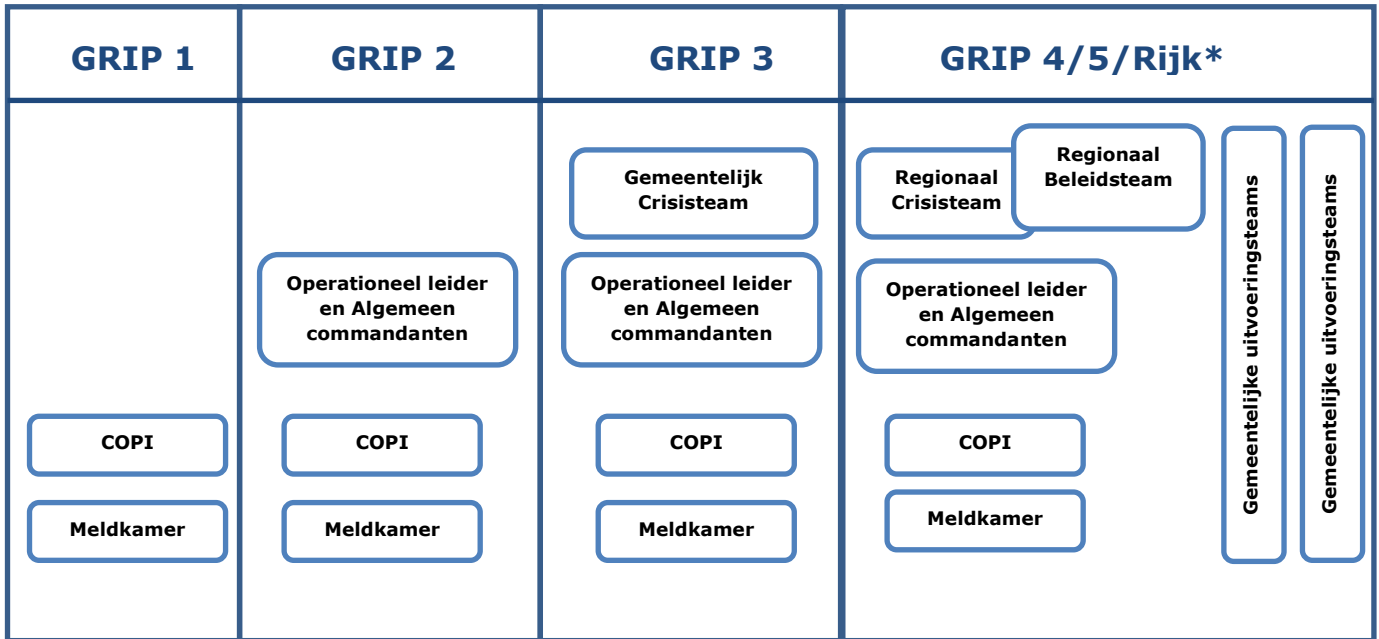 GRIP 1
GRIP 2
GRIP 3
GRIP 4/5/Rijk*
COPI
Meldkamer
Operationeel leider
en Algemeen
commandanten
COPI
Meldkamer
Gemeentelijk
Crisisteam
Operationeel leider
en Algemeen
commandanten
COPI
Meldkamer
Regionaal
Crisisteam
Regionaal
Beleidsteam
Operationeel leider
en Algemeen
commandanten
COPI
Meldkamer
Gemeentelijke uitvoeringsteams
Gemeentelijke uitvoeringsteams